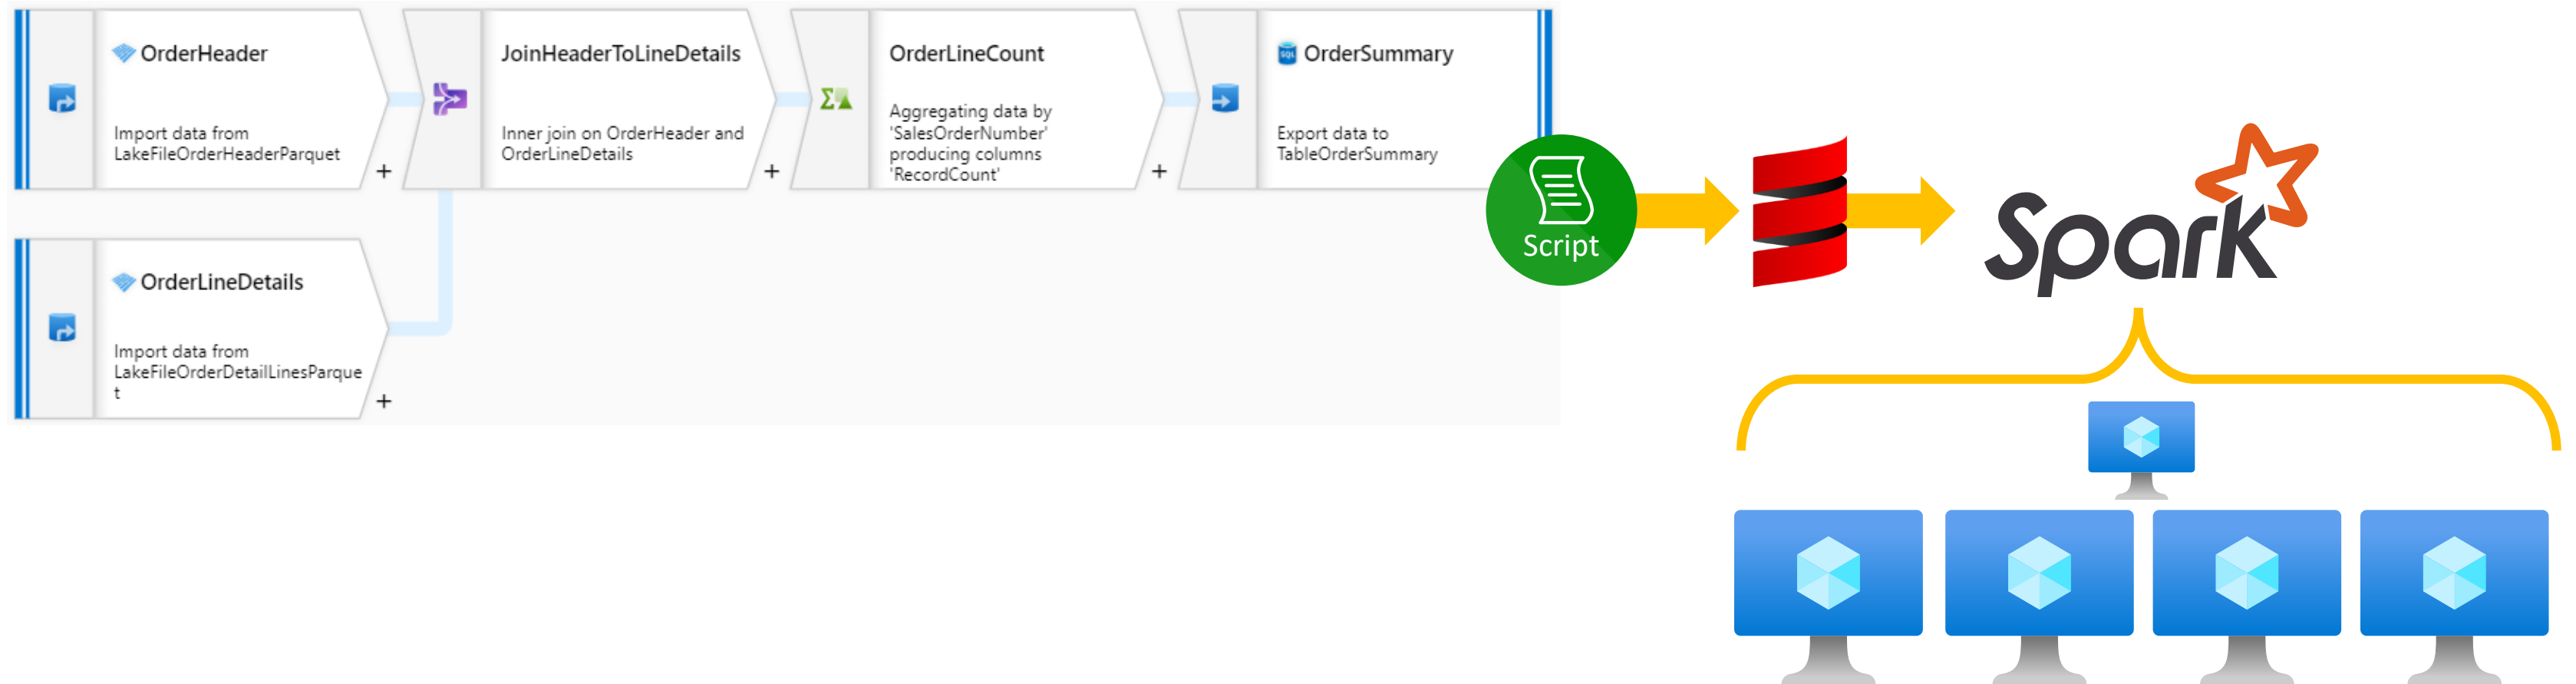 OrderHeader
Import data from
LakeFileOrderHeaderParquet
+
JoinHeaderToLineDetails
Inner join on OrderHeader and
OrderLineDetails
+
OrderLineCount
Aggregating data by
'SalesOrderNumber'
producing columns
'RecordCount'
+
SQL
OrderSummary
Export data to
TableOrderSummary
OrderLineDetails
Import data from
LakeFileOrderDetailLinesParque
t
+
Script
Spark